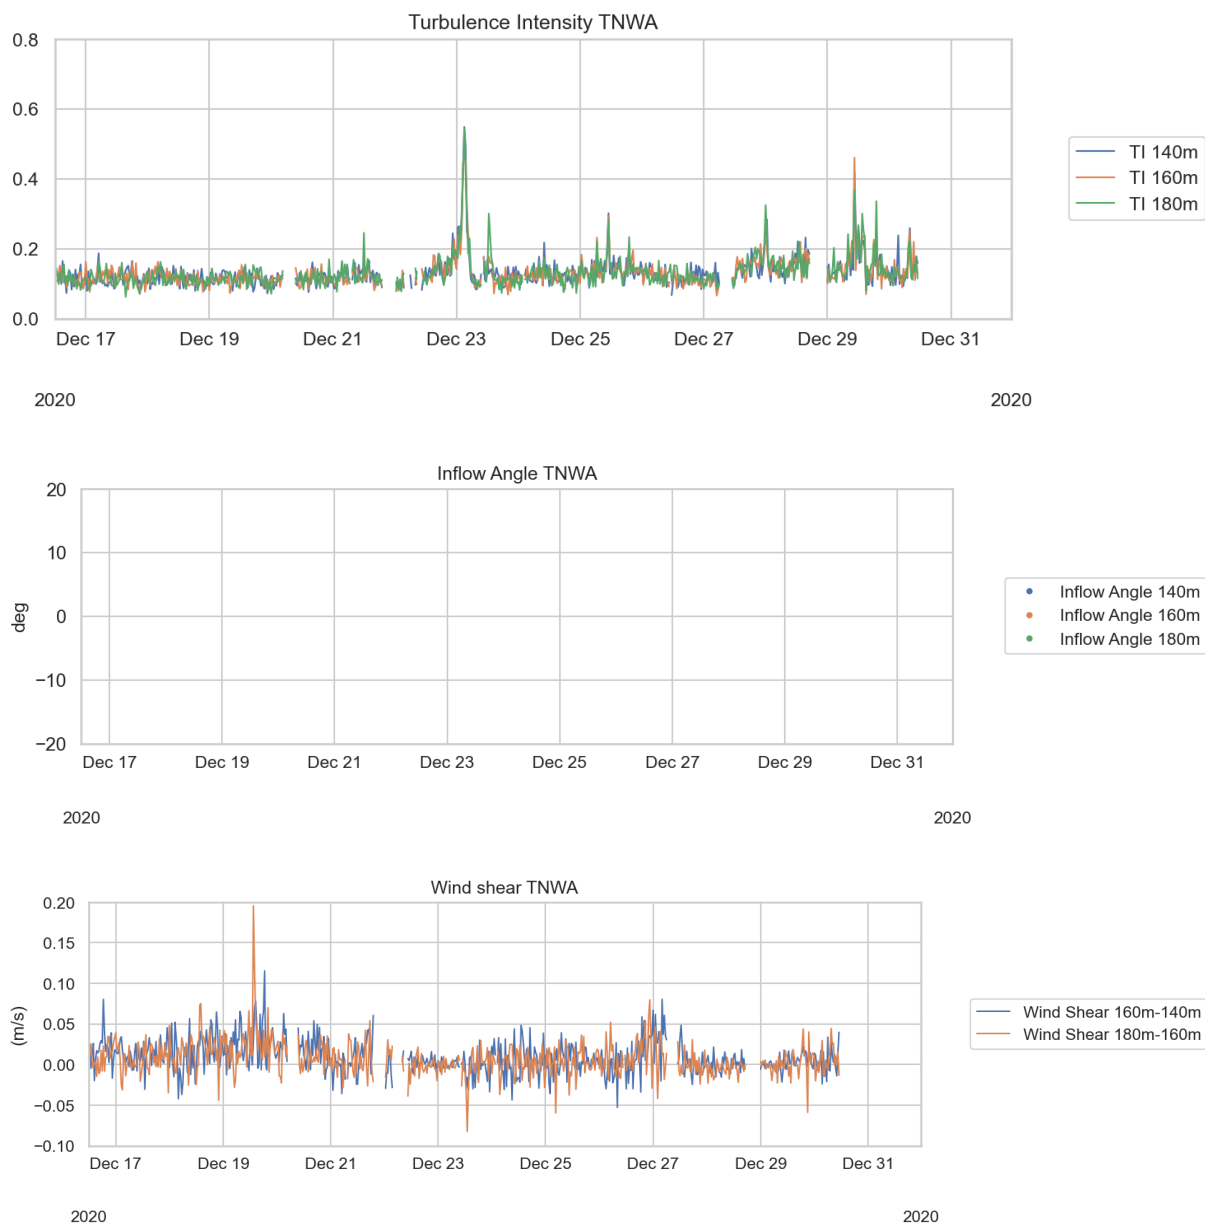 Turbulence Intensity TNWA
0.8
0.6
0.4
0.2
0.0
Dec 17 Dec 19 Dec 21 Dec 23 Dec 25 Dec 27 Dec 29 Dec 31
2020 2020
TI 140m
TI 160m
TI 180m
Inflow Angle TNWA
20
10
0
−10
−20
deg
Dec 17 Dec 19 Dec 21 Dec 23 Dec 25 Dec 27 Dec 29 Dec 31
2020 2020
Inflow Angle 140m
Inflow Angle 160m
Inflow Angle 180m
Wind shear TNWA
0.20
0.15
0.10
0.05
0.00
−0.05
−0.10
(m/s)
Dec 17 Dec 19 Dec 21 Dec 23 Dec 25 Dec 27 Dec 29 Dec 31
2020 2020
Wind Shear 160m-140m
Wind Shear 180m-160m